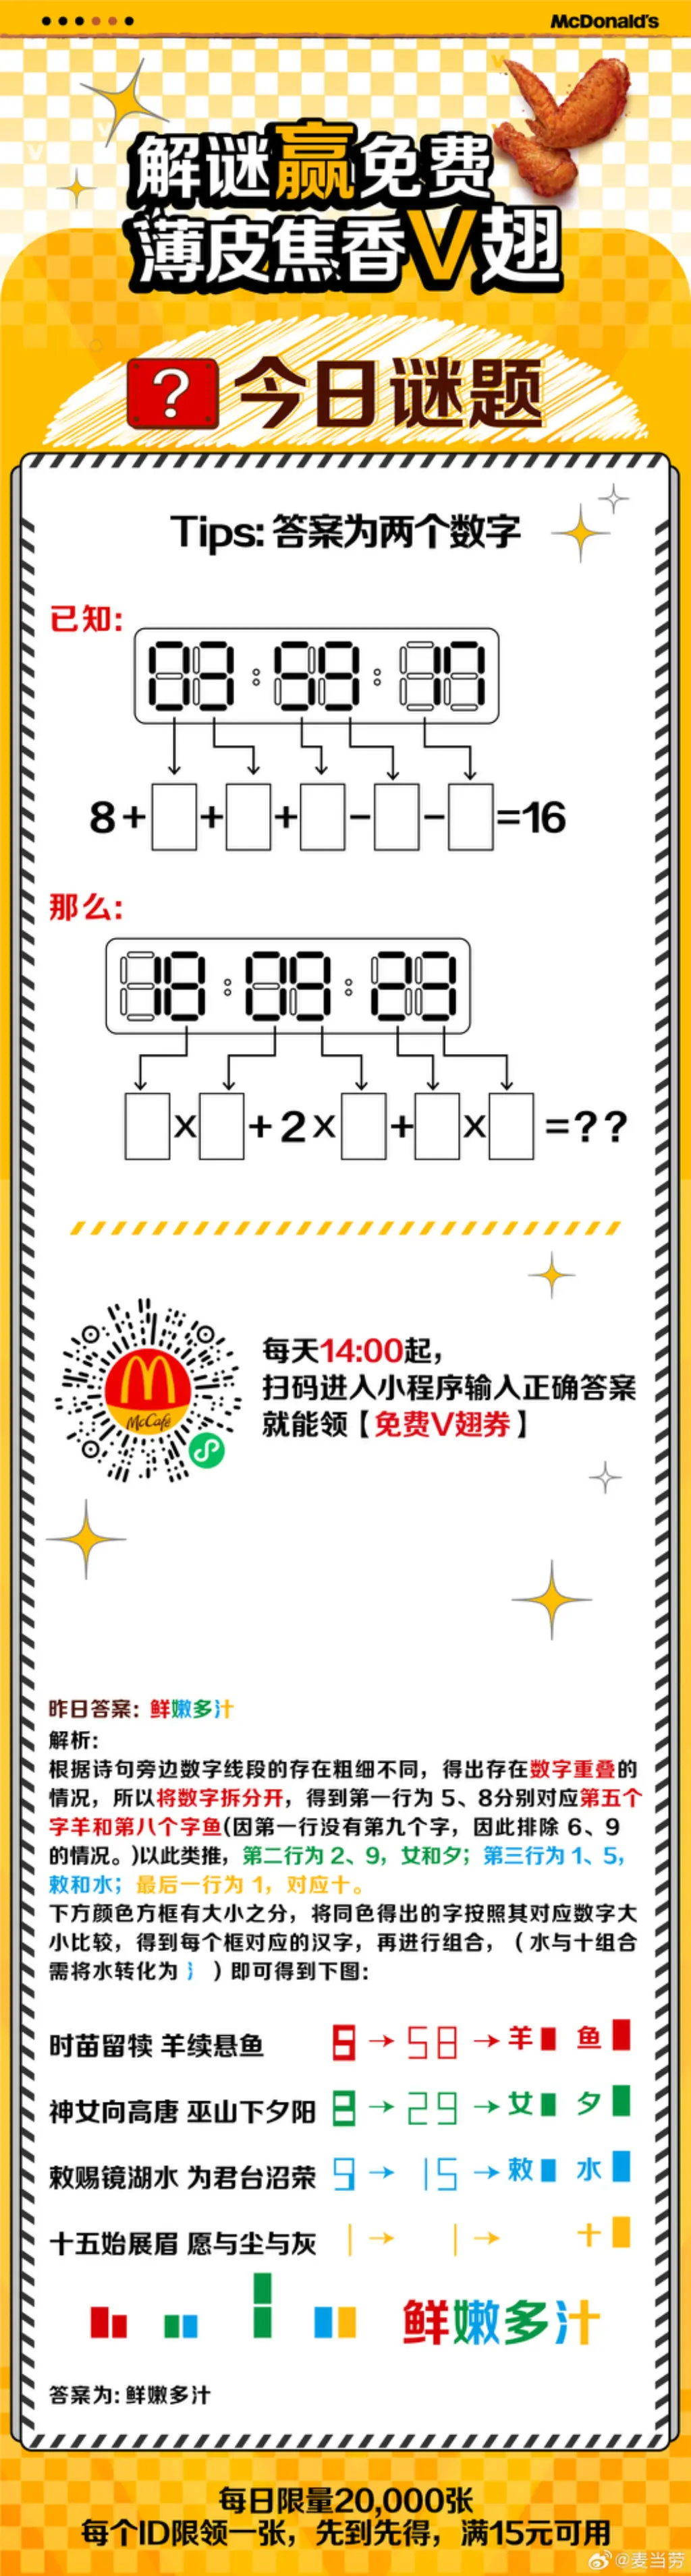 McDonald's
解谜赢免费
薄皮焦香V翅
? 今日谜题
Tips: 答案为两个数字
已知:
03:59:17
8+□+□+□-□-□=16
那么:
18:09:23
□x□+2x□+□x□=??
每天14:00起，
扫码进入小程序输入正确答案
就能领【免费V翅券】
McCafé
昨日答案: 鲜嫩多汁
解析:
根据诗句旁边数字线段的存在粗细不同，得出存在数字重叠的
情况，所以将数字拆分开，得到第一行为 5、8分别对应第五个
字羊和第八个字鱼(因第一行没有第九个字，因此排除 6、9
的情况。)以此类推，第二行为 2、9，女和夕；第三行为 1、5，
敕和水；最后一行为 1，对应十。
下方颜色方框有大小之分，将同色得出的字按照其对应数字大
小比较，得到每个框对应的汉字，再进行组合，（水与十组合
需将水转化为 氵）即可得到下图:
时苗留犊 羊续悬鱼 8→58→羊 鱼
神女向高唐 巫山下夕阳 8→29→女 夕
敕赐镜湖水 为君台沼荣 9→15→敕 水
十五始展眉 愿与尘与灰 1→1→十
鲜嫩多汁
答案为: 鲜嫩多汁
每日限量20,000张
每个ID限领一张，先到先得，满15元可用
@麦当劳